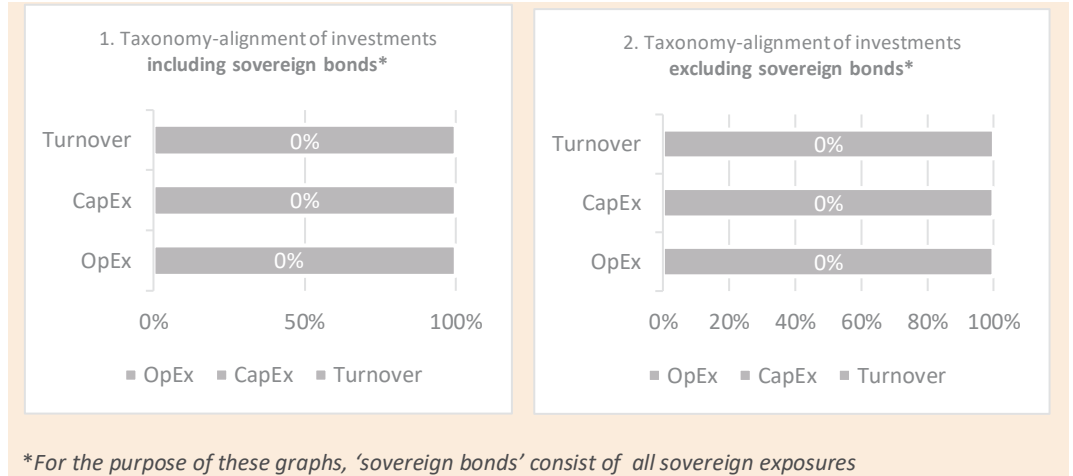 1. Taxonomy-alignment of investments
including sovereign bonds*
Turnover
0%
CapEx
0%
OpEx
0%
0% 50% 100%
OpEx CapEx Turnover
2. Taxonomy-alignment of investments
excluding sovereign bonds*
Turnover
0%
CapEx
0%
OpEx
0%
0% 20% 40% 60% 80% 100%
OpEx CapEx Turnover
*For the purpose of these graphs, ‘sovereign bonds’ consist of all sovereign exposures